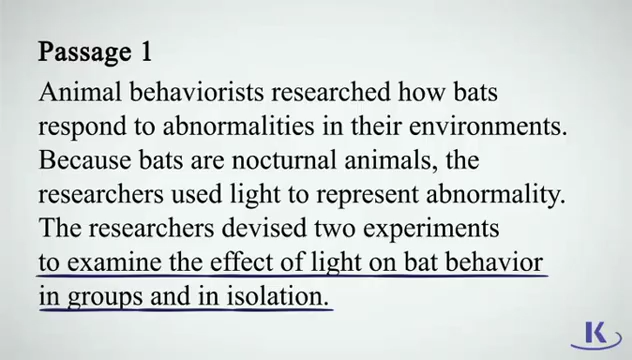 Passage 1
Animal behaviorists researched how bats
respond to abnormalities in their environments.
Because bats are nocturnal animals, the
researchers used light to represent abnormality.
The researchers devised two experiments
to examine the effect of light on bat behavior
in groups and in isolation.
K